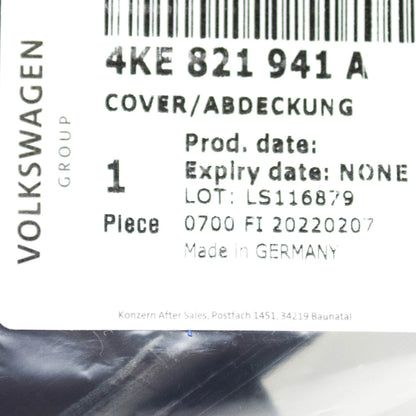 VOLKSWAGEN
GROUP
4KE 821 941 A
COVER/ABDECKUNG
Prod. date:
Expiry date: NONE
LOT: LS116879
1
Piece
0700 FI 20220207
Made in GERMANY
Konzern After Sales, Postfach 1451, 34219 Baunatal